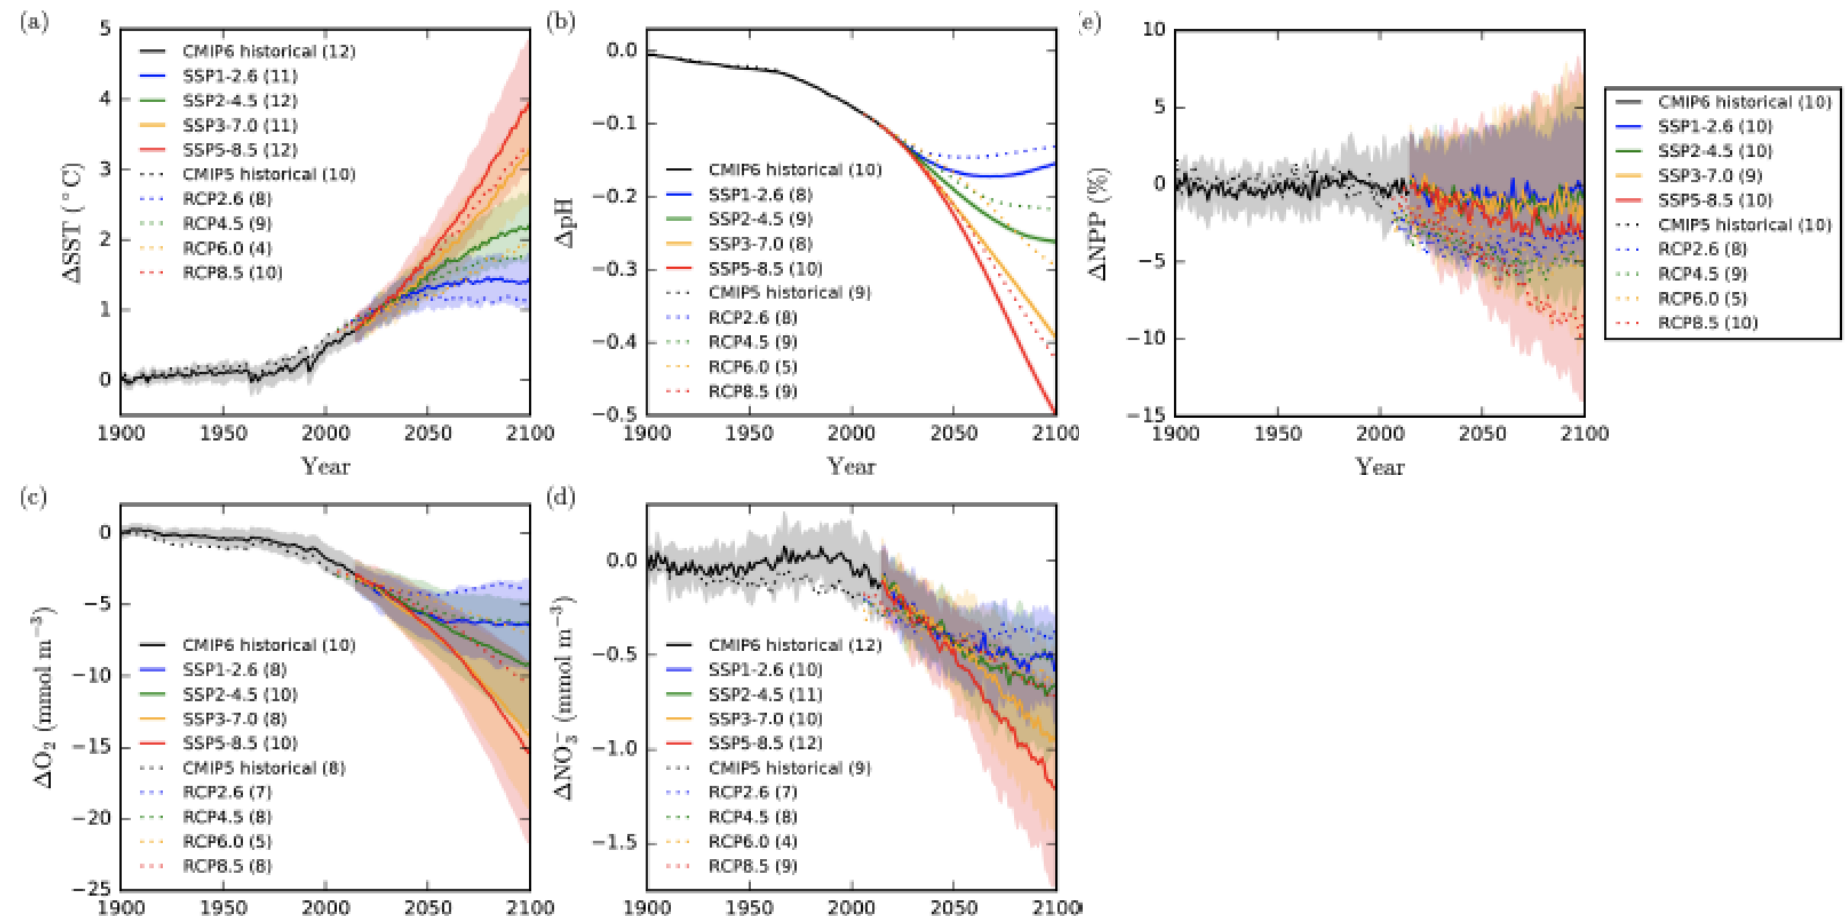 (a)
5
4
3
2
1
0
ΔSST (°C)
CMIP6 historical (12)
SSP1-2.6 (11)
SSP2-4.5 (12)
SSP3-7.0 (11)
SSP5-8.5 (12)
CMIP5 historical (10)
RCP2.6 (8)
RCP4.5 (9)
RCP6.0 (4)
RCP8.5 (10)
1900 1950 2000 2050 2100
Year
(b)
0.0
−0.1
−0.2
−0.3
−0.4
−0.5
ΔpH
CMIP6 historical (10)
SSP1-2.6 (8)
SSP2-4.5 (9)
SSP3-7.0 (8)
SSP5-8.5 (10)
CMIP5 historical (9)
RCP2.6 (8)
RCP4.5 (9)
RCP6.0 (5)
RCP8.5 (9)
1900 1950 2000 2050 2100
Year
(e)
10
5
0
−5
−10
−15
ΔNPP (%)
1900 1950 2000 2050 2100
Year
CMIP6 historical (10)
SSP1-2.6 (10)
SSP2-4.5 (10)
SSP3-7.0 (9)
SSP5-8.5 (10)
CMIP5 historical (10)
RCP2.6 (8)
RCP4.5 (9)
RCP6.0 (5)
RCP8.5 (10)
(c)
0
−5
−10
−15
−20
−25
ΔO₂ (mmol m⁻³)
CMIP6 historical (10)
SSP1-2.6 (8)
SSP2-4.5 (10)
SSP3-7.0 (8)
SSP5-8.5 (10)
CMIP5 historical (8)
RCP2.6 (7)
RCP4.5 (8)
RCP6.0 (5)
RCP8.5 (8)
1900 1950 2000 2050 2100
(d)
0.0
−0.5
−1.0
−1.5
ΔNO₃⁻ (mmol m⁻³)
CMIP6 historical (12)
SSP1-2.6 (10)
SSP2-4.5 (11)
SSP3-7.0 (10)
SSP5-8.5 (12)
CMIP5 historical (9)
RCP2.6 (7)
RCP4.5 (8)
RCP6.0 (4)
RCP8.5 (9)
1900 1950 2000 2050 2100